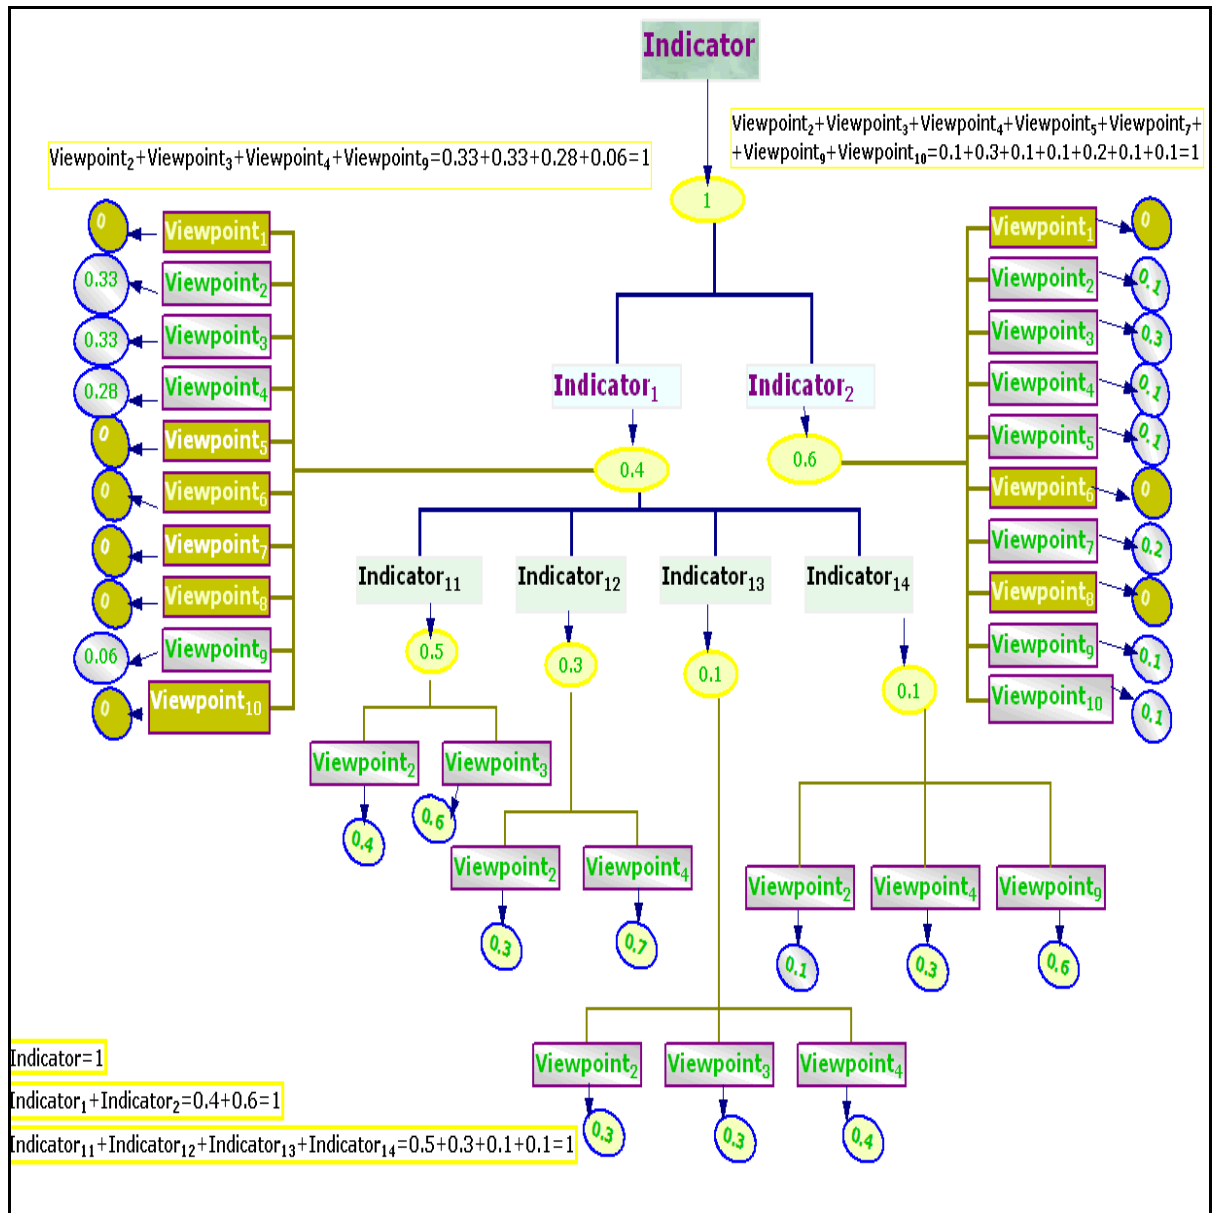 Indicator
Viewpoint₂+Viewpoint₃+Viewpoint₄+Viewpoint₉=0.33+0.33+0.28+0.06=1
Viewpoint₂+Viewpoint₃+Viewpoint₄+Viewpoint₅+Viewpoint₇+
+Viewpoint₉+Viewpoint₁₀=0.1+0.3+0.1+0.1+0.2+0.1+0.1=1
1
0 Viewpoint₁
0.33 Viewpoint₂
0.33 Viewpoint₃
0.28 Viewpoint₄
0 Viewpoint₅
0 Viewpoint₆
0 Viewpoint₇
0 Viewpoint₈
0.06 Viewpoint₉
0 Viewpoint₁₀
Viewpoint₁ 0
Viewpoint₂ 0.1
Viewpoint₃ 0.3
Viewpoint₄ 0.1
Viewpoint₅ 0.1
Viewpoint₆ 0
Viewpoint₇ 0.2
Viewpoint₈ 0
Viewpoint₉ 0.1
Viewpoint₁₀ 0.1
Indicator₁ Indicator₂
0.4 0.6
Indicator₁₁ Indicator₁₂ Indicator₁₃ Indicator₁₄
0.5 0.3 0.1 0.1
Viewpoint₂ Viewpoint₃
0.4 0.6
Viewpoint₂ Viewpoint₄
0.3 0.7
Viewpoint₂ Viewpoint₄ Viewpoint₉
0.1 0.3 0.6
Viewpoint₂ Viewpoint₃ Viewpoint₄
0.3 0.3 0.4
Indicator=1
Indicator₁+Indicator₂=0.4+0.6=1
Indicator₁₁+Indicator₁₂+Indicator₁₃+Indicator₁₄=0.5+0.3+0.1+0.1=1